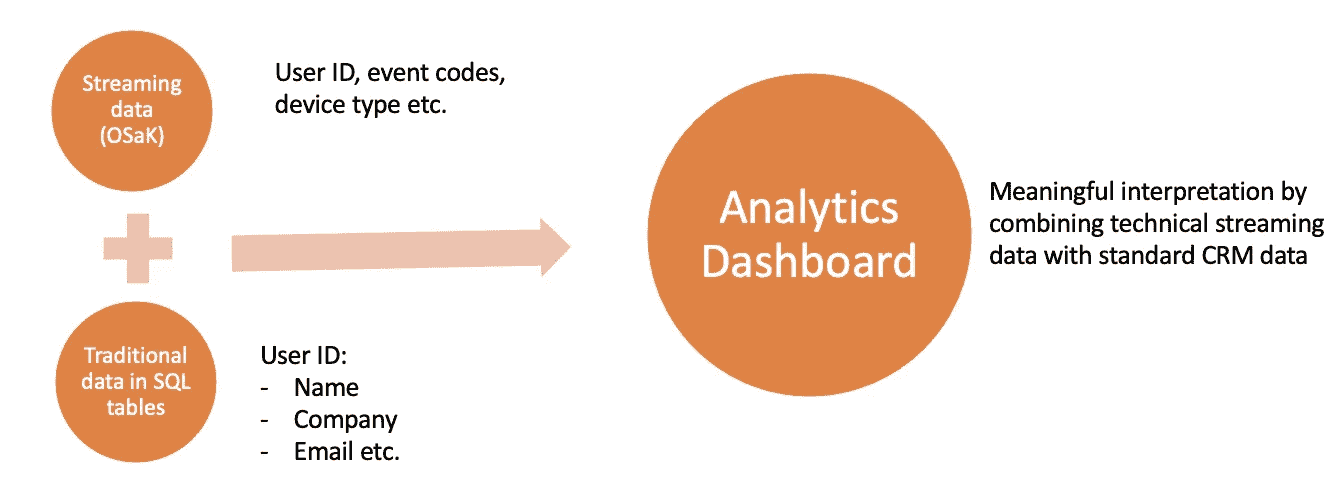 Streaming
data
(OSaK)
User ID, event codes,
device type etc.
Traditional
data in SQL
tables
User ID:
- Name
- Company
- Email etc.
Analytics
Dashboard
Meaningful interpretation by
combining technical streaming
data with standard CRM data